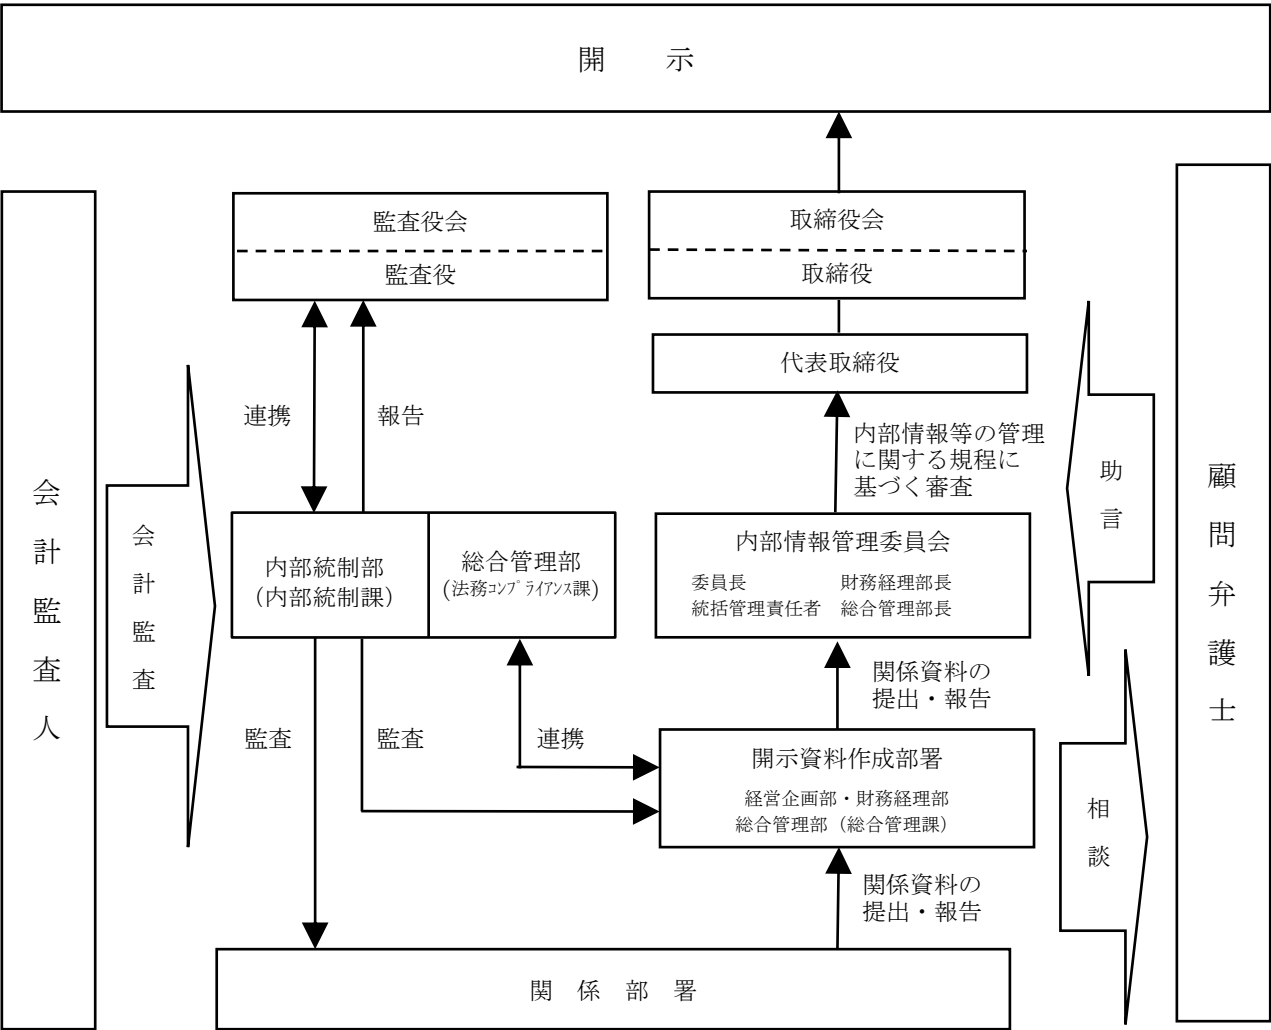 開　示
監査役会
監査役
取締役会
取締役
代表取締役
連携
報告
内部情報等の管理
に関する規程に
基づく審査
会計監査人
会計監査
内部統制部
（内部統制課）
総合管理部
(法務ｺﾝﾌﾟﾗｲｱﾝｽ課)
内部情報管理委員会
委員長　財務経理部長
統括管理責任者　総合管理部長
助言
顧問弁護士
監査
監査
連携
関係資料の
提出・報告
開示資料作成部署
経営企画部・財務経理部
総合管理部（総合管理課）
相談
関係資料の
提出・報告
関係部署